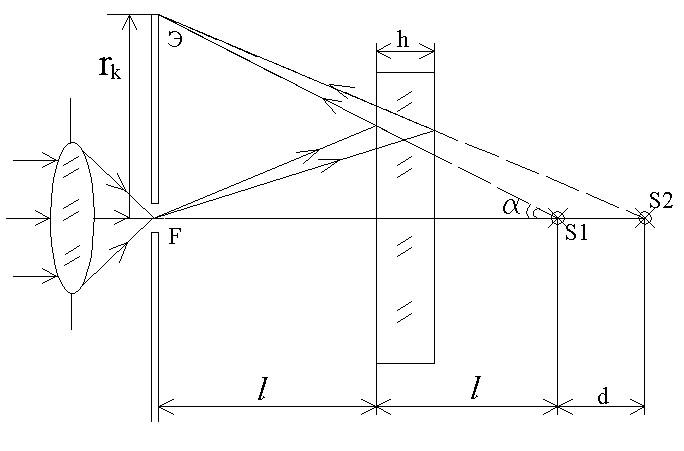 Э
h
r_k
α
S2
S1
F
l
l
d